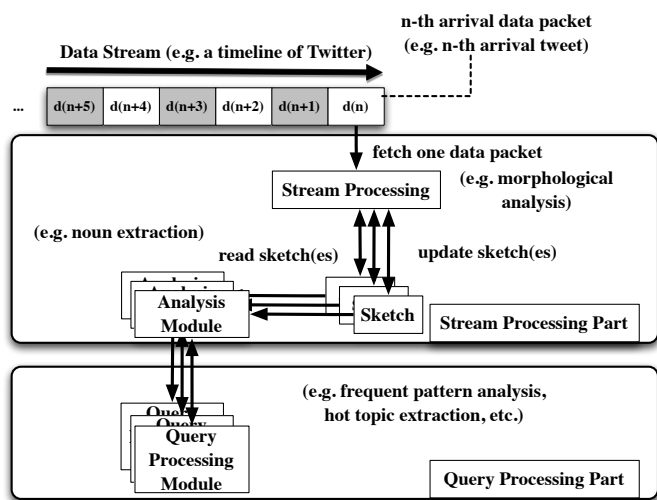 n-th arrival data packet
(e.g. n-th arrival tweet)
Data Stream (e.g. a timeline of Twitter)
... d(n+5) d(n+4) d(n+3) d(n+2) d(n+1) d(n)
fetch one data packet
Stream Processing
(e.g. morphological
analysis)
(e.g. noun extraction)
read sketch(es)
update sketch(es)
Analysis
Module
Sketch
Stream Processing Part
(e.g. frequent pattern analysis,
hot topic extraction, etc.)
Query
Query
Query
Processing Module
Query Processing Part